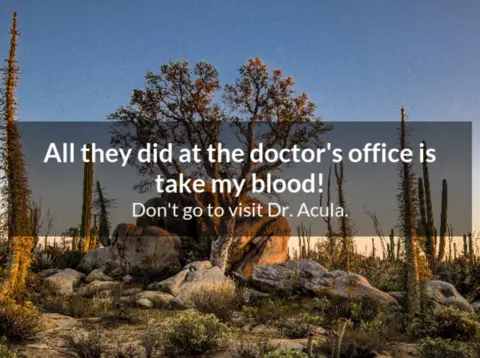 All they did at the doctor's office is
take my blood!
Don't go to visit Dr. Acula.